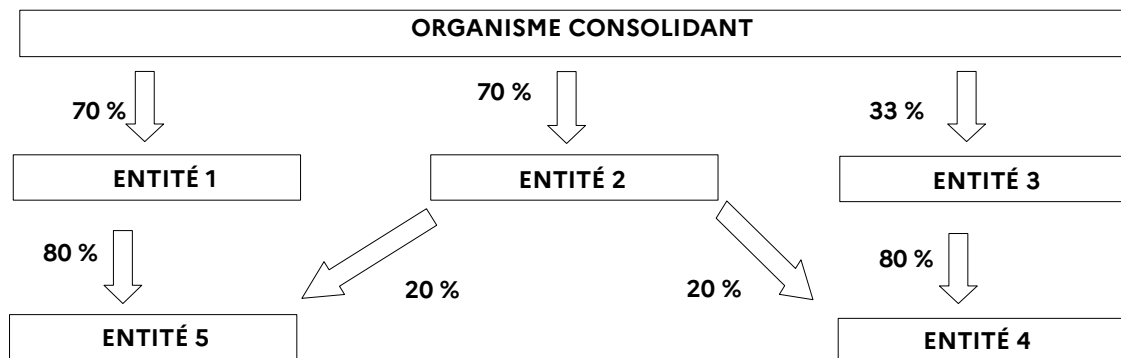 ORGANISME CONSOLIDANT
70 %
70 %
33 %
ENTITÉ 1
ENTITÉ 2
ENTITÉ 3
80 %
20 %
20 %
80 %
ENTITÉ 5
ENTITÉ 4